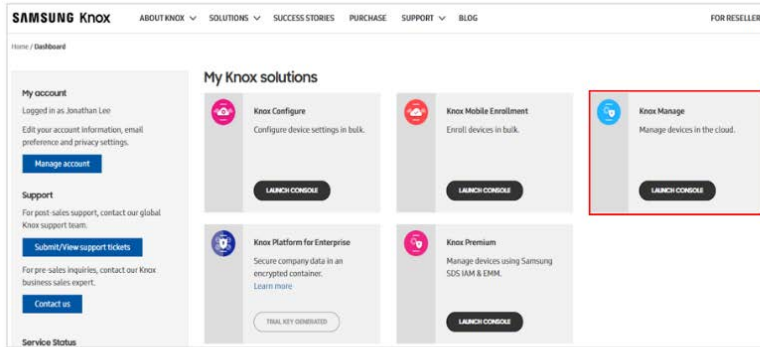 SAMSUNG Knox
ABOUT KNOX
SOLUTIONS
SUCCESS STORIES
PURCHASE
SUPPORT
BLOG
FOR RESELLER
Home / Dashboard
My account
Logged in as Jonathan Lee
Edit your account information, email
preference and privacy settings.
Manage account
Support
For post-sales support, contact our global
Knox support team.
Submit/View support tickets
For pre-sales inquiries, contact our Knox
business sales expert.
Contact us
Service Status
My Knox solutions
Knox Configure
Configure device settings in bulk.
LAUNCH CONSOLE
Knox Mobile Enrollment
Enroll devices in bulk.
LAUNCH CONSOLE
Knox Manage
Manage devices in the cloud.
LAUNCH CONSOLE
Knox Platform for Enterprise
Secure company data in an
encrypted container.
Learn more
TRIAL KEY GENERATED
Knox Premium
Manage devices using Samsung
SDS IAM & EMM.
LAUNCH CONSOLE